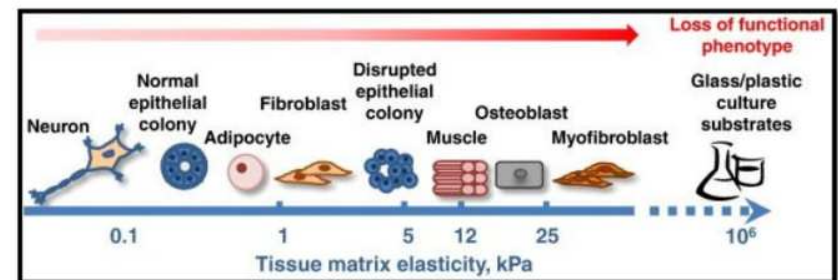 Loss of functional
phenotype
Neuron
Normal
epithelial
colony
Adipocyte
Fibroblast
Disrupted
epithelial
colony
Muscle
Osteoblast
Myofibroblast
Glass/plastic
culture
substrates
0.1 1 5 12 25 10⁶
Tissue matrix elasticity, kPa